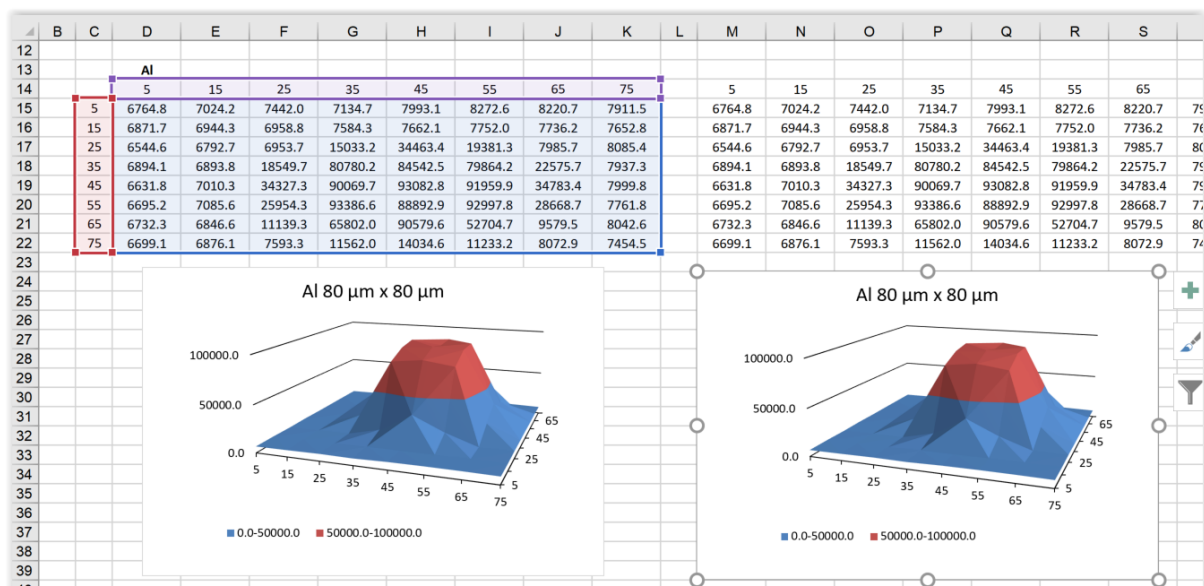 B C D E F G H I J K L M N O P Q R S
12
13 Al
14 5 15 25 35 45 55 65 75 5 15 25 35 45 55 65
15 5 6764.8 7024.2 7442.0 7134.7 7993.1 8272.6 8220.7 7911.5 6764.8 7024.2 7442.0 7134.7 7993.1 8272.6 8220.7
16 15 6871.7 6944.3 6958.8 7584.3 7662.1 7752.0 7736.2 7652.8 6871.7 6944.3 6958.8 7584.3 7662.1 7752.0 7736.2
17 25 6544.6 6792.7 6953.7 15033.2 34463.4 19381.3 7985.7 8085.4 6544.6 6792.7 6953.7 15033.2 34463.4 19381.3 7985.7
18 35 6894.1 6893.8 18549.7 80780.2 84542.5 79864.2 22575.7 7937.3 6894.1 6893.8 18549.7 80780.2 84542.5 79864.2 22575.7
19 45 6631.8 7010.3 34327.3 90069.7 93082.8 91959.9 34783.4 7999.8 6631.8 7010.3 34327.3 90069.7 93082.8 91959.9 34783.4
20 55 6695.2 7085.6 25954.3 93386.6 88892.9 92997.8 28668.7 7761.8 6695.2 7085.6 25954.3 93386.6 88892.9 92997.8 28668.7
21 65 6732.3 6846.6 11139.3 65802.0 90579.6 52704.7 9579.5 8042.6 6732.3 6846.6 11139.3 65802.0 90579.6 52704.7 9579.5
22 75 6699.1 6876.1 7593.3 11562.0 14034.6 11233.2 8072.9 7454.5 6699.1 6876.1 7593.3 11562.0 14034.6 11233.2 8072.9
23
24
25
26
27
28
29
30
31
32
33
34
35
36
37
38
39
Al 80 µm x 80 µm
100000.0
50000.0
0.0
5 15 25 35 45 55 65 75
65
45
25
5
0.0-50000.0 50000.0-100000.0
Al 80 µm x 80 µm
100000.0
50000.0
0.0
5 15 25 35 45 55 65 75
65
45
25
5
0.0-50000.0 50000.0-100000.0